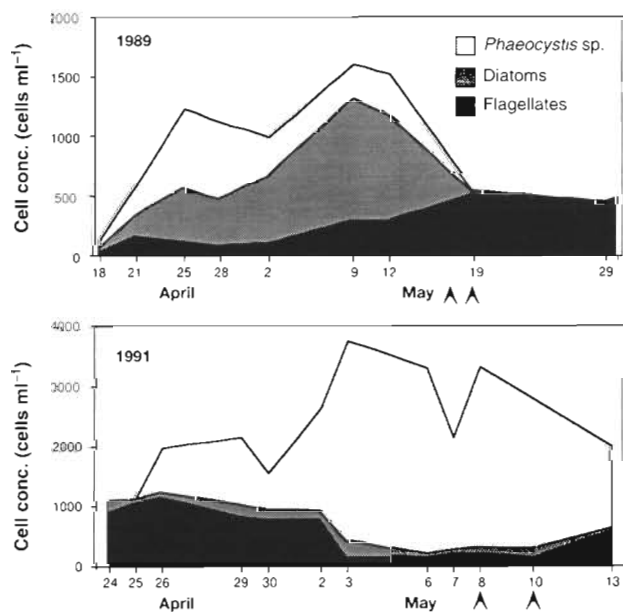 2000
1989
Phaeocystis sp.
1500
Diatoms
Flagellates
1000
500
0
Cell conc. (cells ml⁻¹)
18 21 25 28 2 9 12 19 29
April May
4000
1991
3000
2000
1000
0
Cell conc. (cells ml⁻¹)
24 25 26 29 30 2 3 6 7 8 10 13
April May